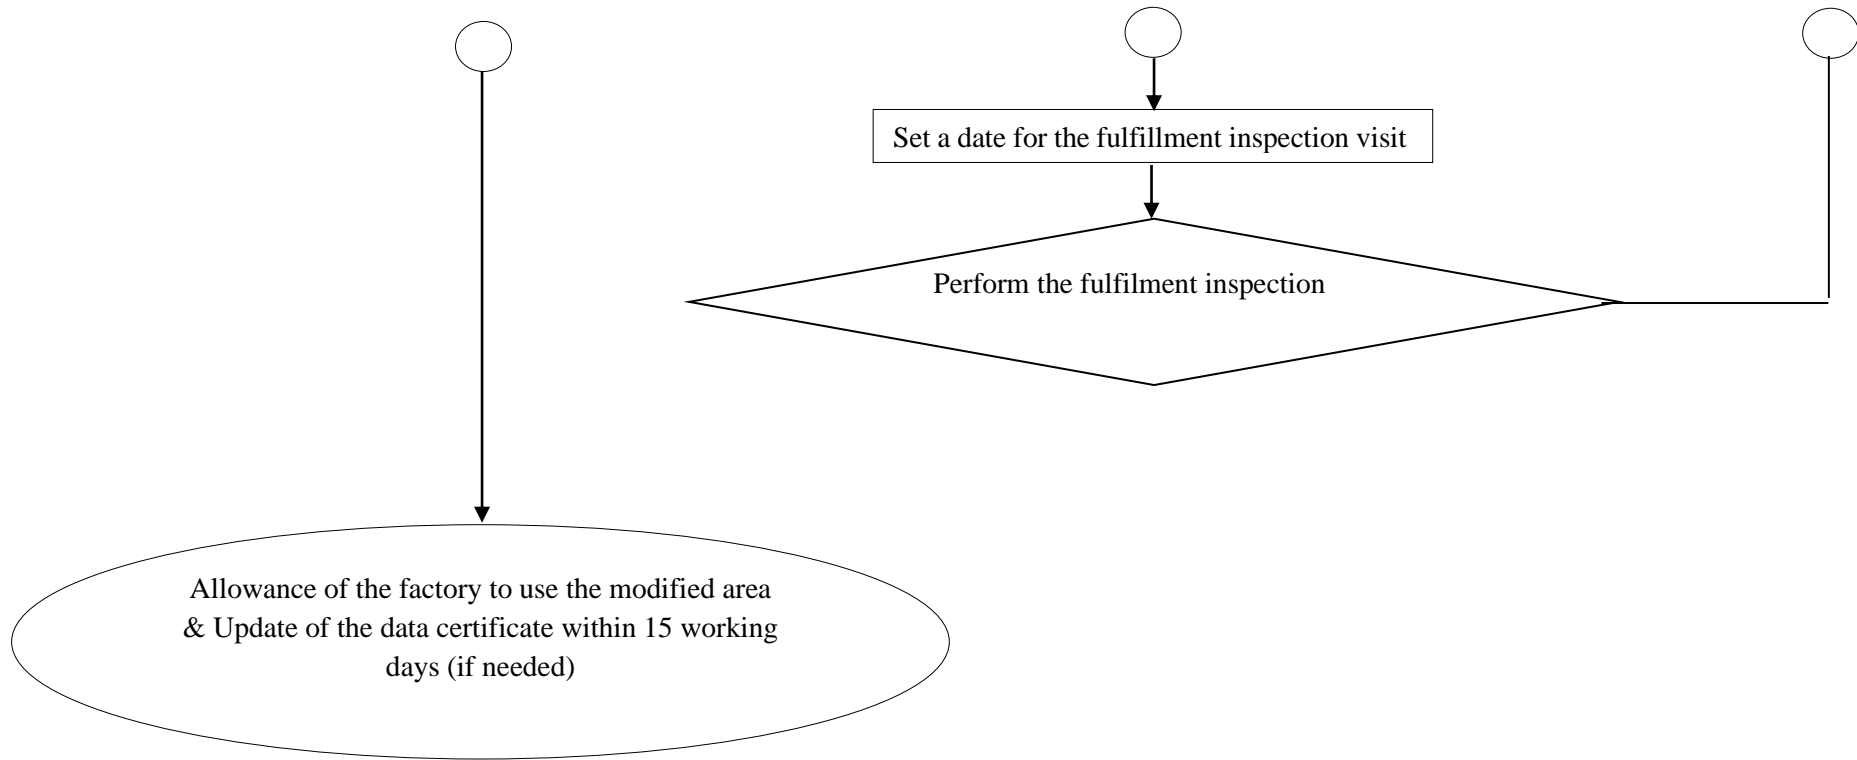 Set a date for the fulfillment inspection visit
Perform the fulfilment inspection
Allowance of the factory to use the modified area
& Update of the data certificate within 15 working
days (if needed)